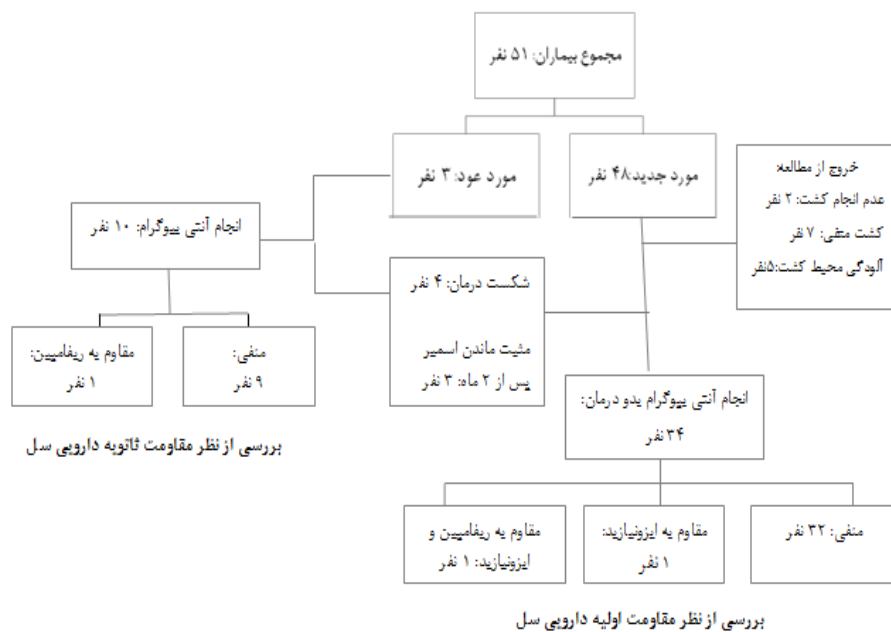 مجموع بیماران: ۵۱ نفر
مورد جدید:۴۸ نفر
مورد عود: ۳ نفر
خروج از مطالعه:
عدم انجام کشت: ۲ نفر
کشت منفی: ۷ نفر
آلودگی محیط کشت:۵نفر
انجام آنتی بیوگرام: ۱۰ نفر
شکست درمان: ۴ نفر
مثبت ماندن اسمیر
پس از ۲ ماه: ۳ نفر
منفی:
۹ نفر
مقاوم به ریفامپین:
۱ نفر
بررسی از نظر مقاومت ثانویه دارویی سل
انجام آنتی بیوگرام بدو درمان:
۳۴ نفر
منفی: ۳۲ نفر
مقاوم به ایزونیازید:
۱ نفر
مقاوم به ریفامپین و
ایزونیازید: ۱ نفر
بررسی از نظر مقاومت اولیه دارویی سل